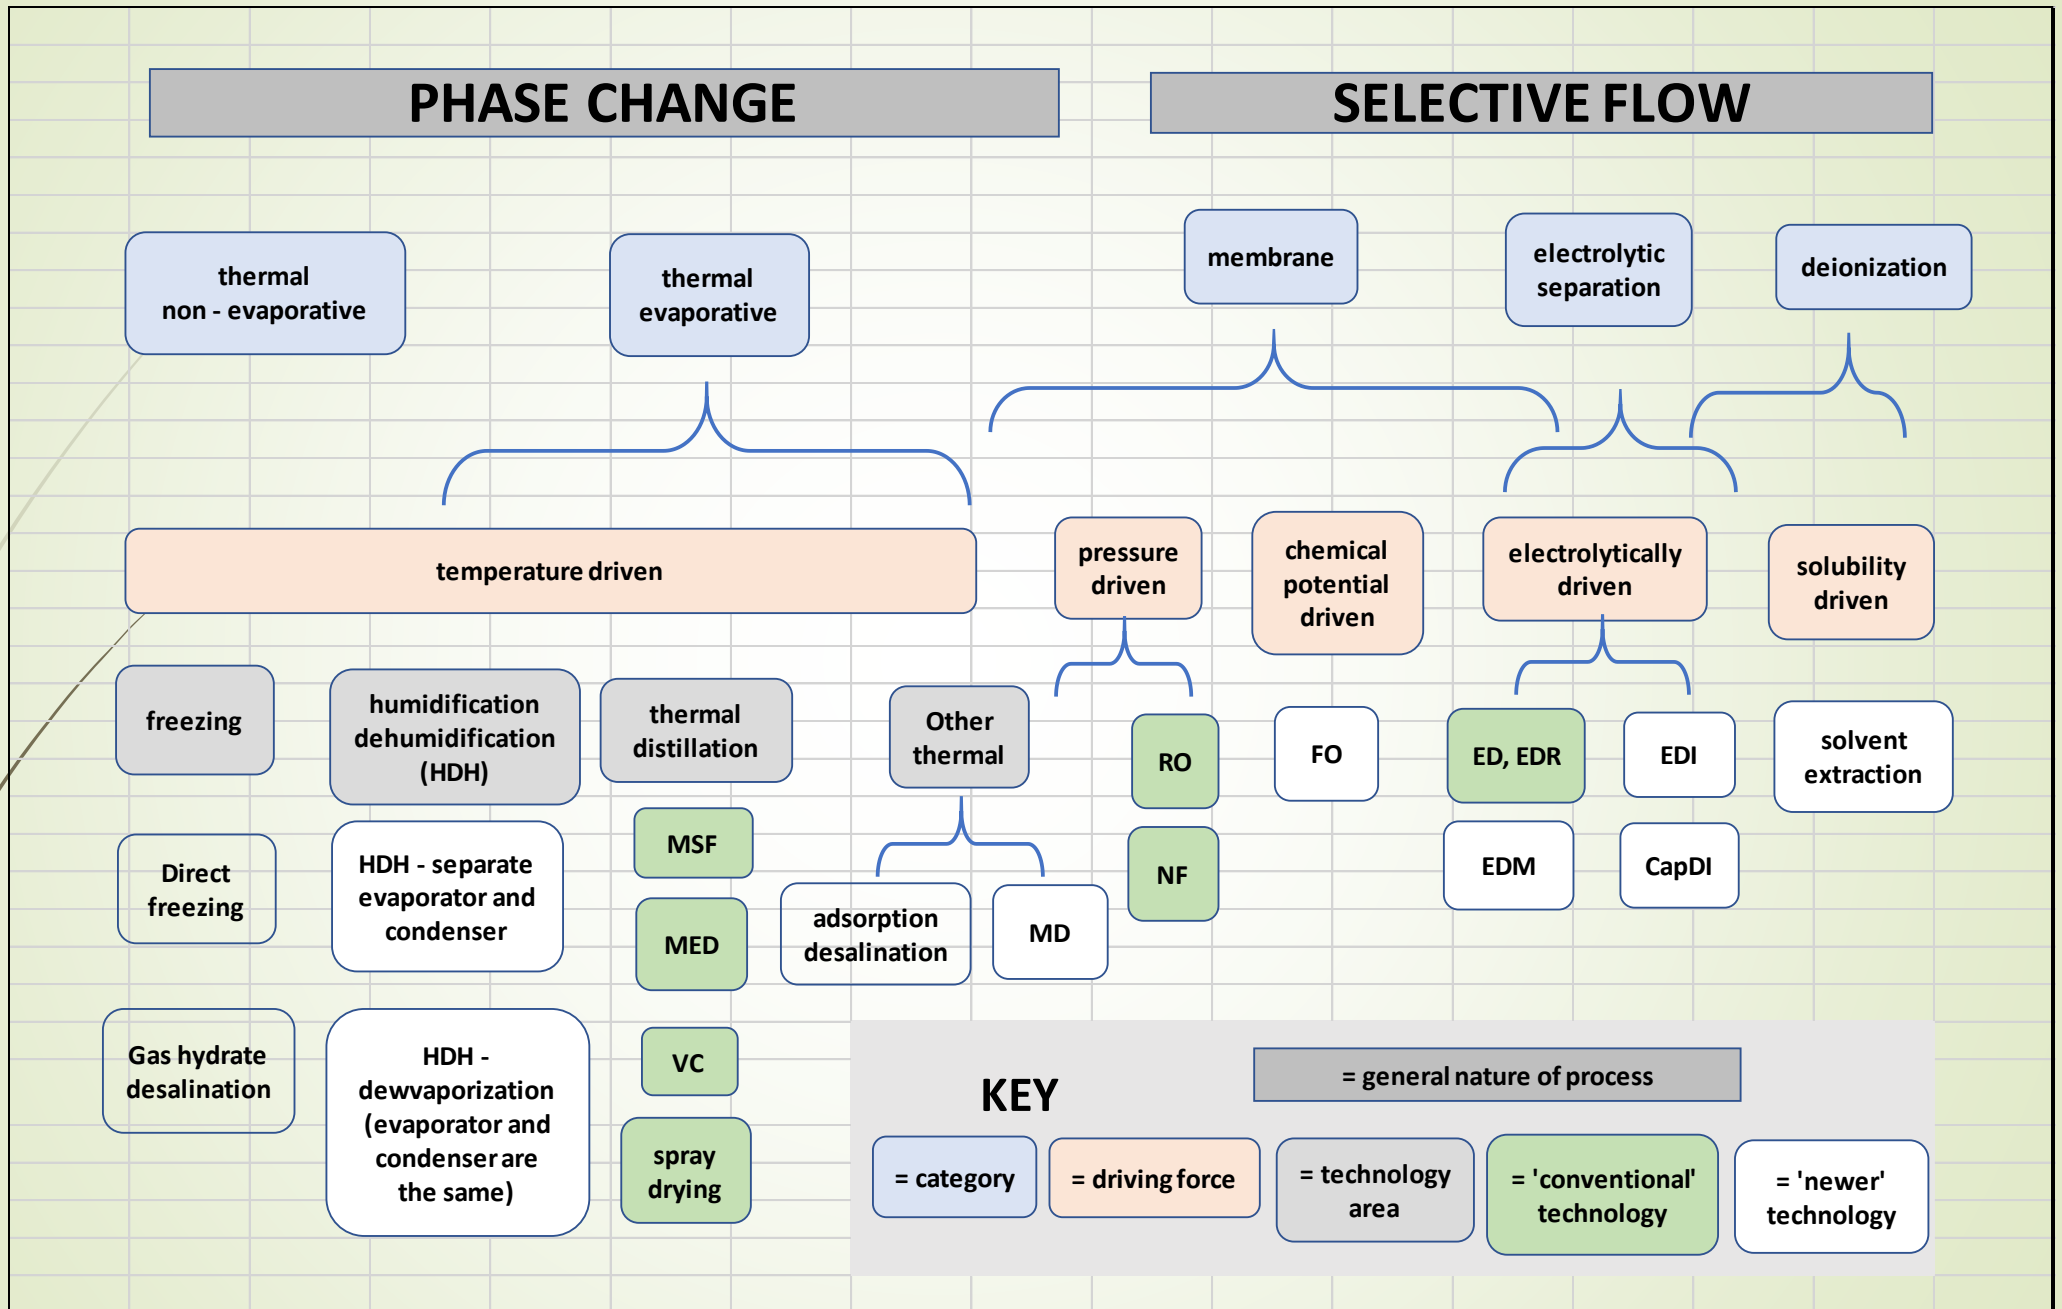 PHASE CHANGE
SELECTIVE FLOW
thermal
non - evaporative
thermal
evaporative
membrane
electrolytic
separation
deionization
temperature driven
pressure
driven
chemical
potential
driven
electrolytically
driven
solubility
driven
freezing
humidification
dehumidification
(HDH)
thermal
distillation
Other
thermal
RO
FO
ED, EDR
EDI
solvent
extraction
Direct
freezing
HDH - separate
evaporator and
condenser
MSF
MED
adsorption
desalination
MD
NF
EDM
CapDI
Gas hydrate
desalination
HDH -
dewvaporization
(evaporator and
condenser are
the same)
VC
spray
drying
KEY
= general nature of process
= category
= driving force
= technology
area
= 'conventional'
technology
= 'newer'
technology